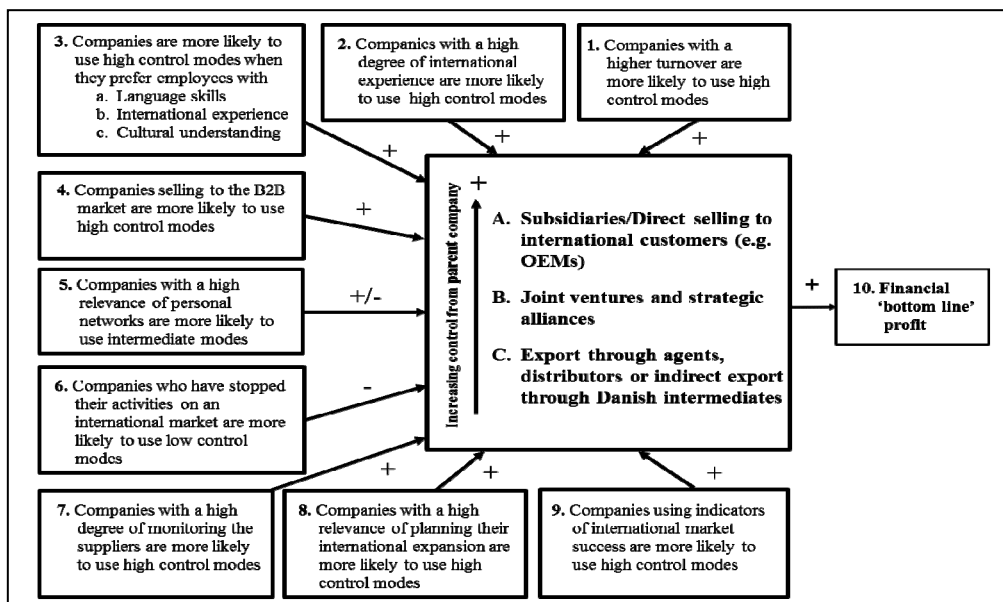 3. Companies are more likely to
use high control modes when
they prefer employees with
a. Language skills
b. International experience
c. Cultural understanding
2. Companies with a high
degree of international
experience are more likely
to use high control modes
1. Companies with a
higher turnover are
more likely to use high
control modes
+
+
+
4. Companies selling to the B2B
market are more likely to use
high control modes
+
5. Companies with a high
relevance of personal
networks are more likely to
use intermediate modes
+/-
6. Companies who have stopped
their activities on an
international market are more
likely to use low control
modes
-
Increasing control from parent company
+
A. Subsidiaries/Direct selling to
international customers (e.g.
OEMs)
B. Joint ventures and strategic
alliances
C. Export through agents,
distributors or indirect export
through Danish intermediates
+
10. Financial
‘bottom line’
profit
+
+
+
7. Companies with a high
degree of monitoring the
suppliers are more likely
to use high control modes
8. Companies with a high
relevance of planning their
international expansion are
more likely to use high
control modes
9. Companies using indicators
of international market
success are more likely to
use high control modes